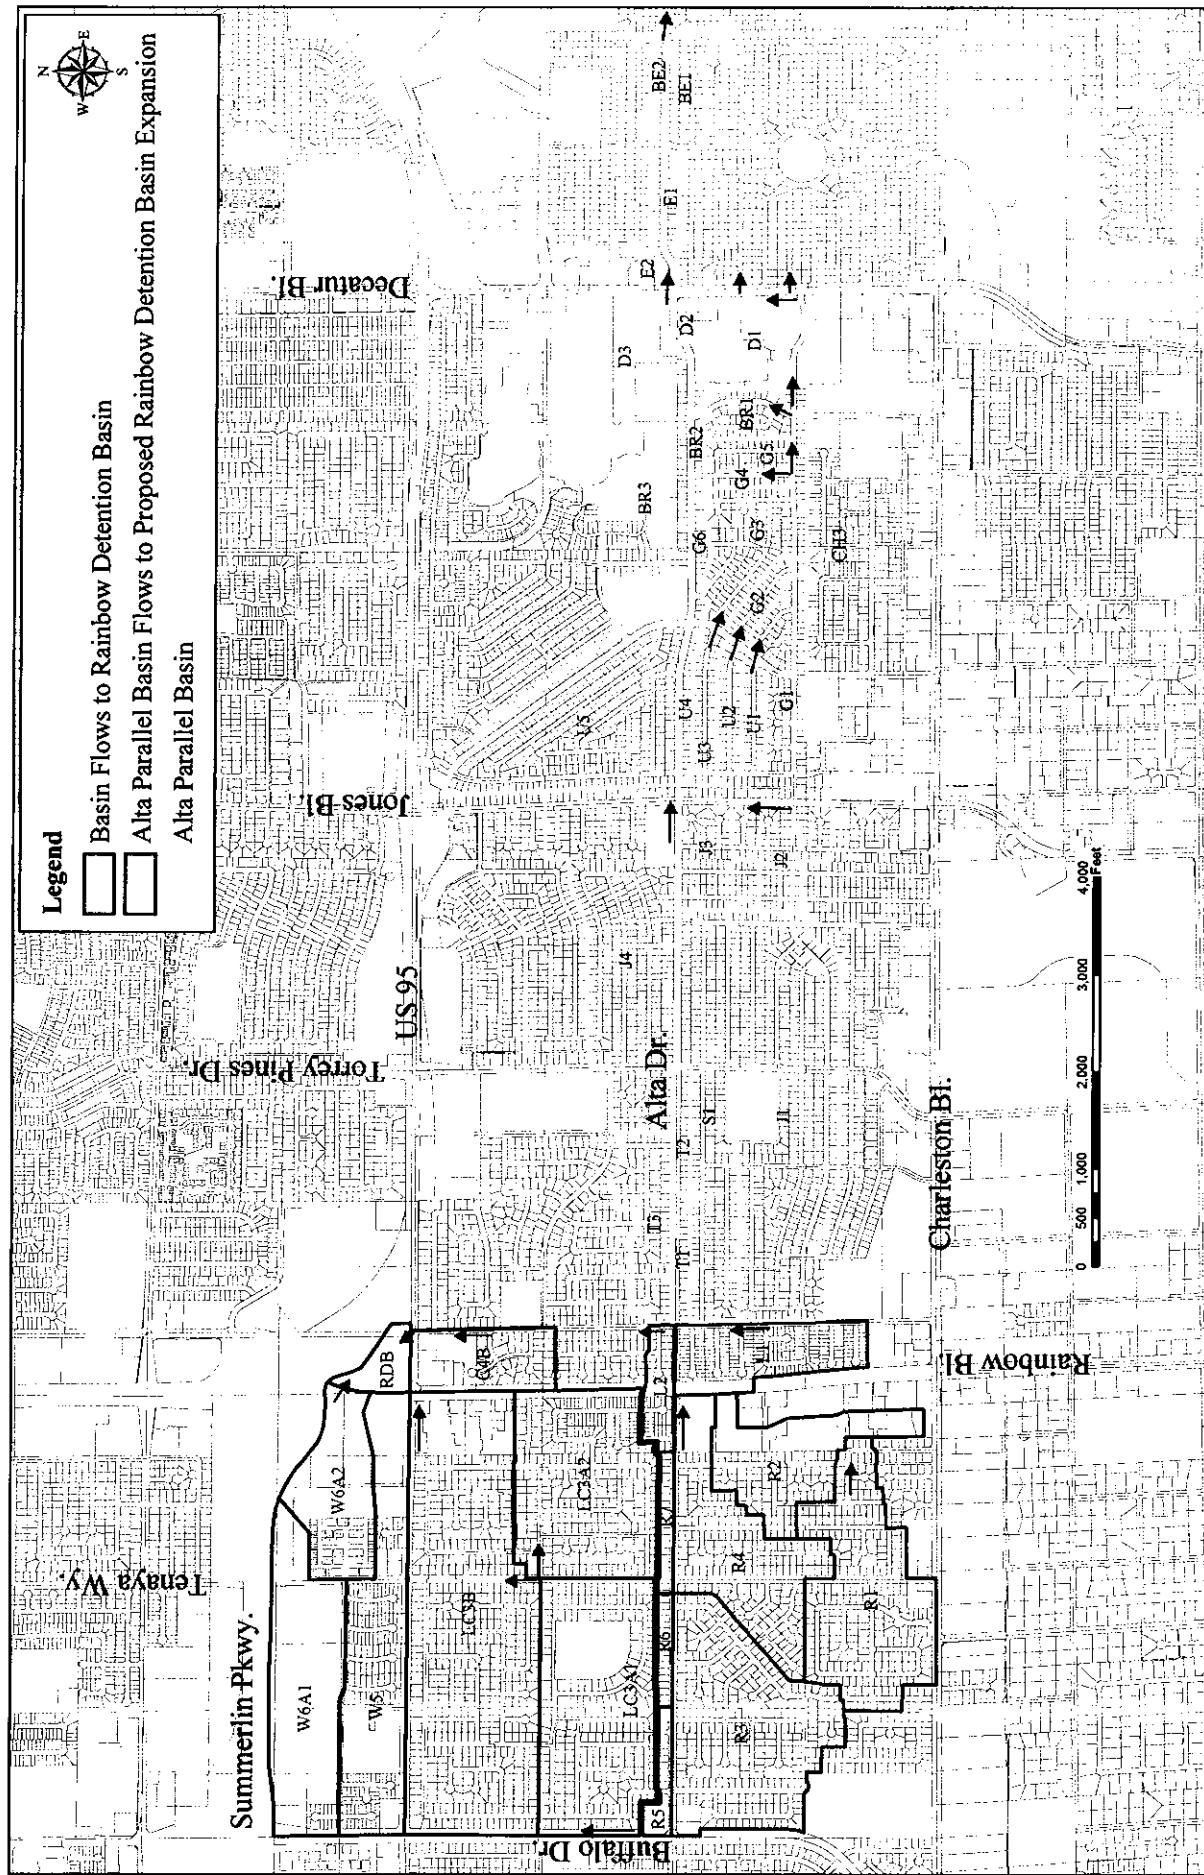 Legend
Basin Flows to Rainbow Detention Basin
Alta Parallel Basin Flows to Proposed Rainbow Detention Basin Expansion
Alta Parallel Basin
N
W
E
S
Summerlin Pkwy.
Tenaya Wy.
Torrey Pines Dr.
Jones Bl.
Decatur Bl.
US 95
Alta Dr.
Charleston Bl.
Rainbow Bl.
Buffalo Dr.
W6A1
W6A2
W5
RDB
LC3B
LC3A1
LC3A2
R5
R6
R7
L2
L1
R3
R4
R2
R1
T1
T2
T3
S1
J1
J4
J3
J2
U5
U4
U3
U2
U1
G1
G2
G3
G6
G4
G5
CH3
BR3
BR2
BR1
D3
D2
D1
E2
E1
BE2
BE1
0
500
1,000
2,000
3,000
4,000
Feet